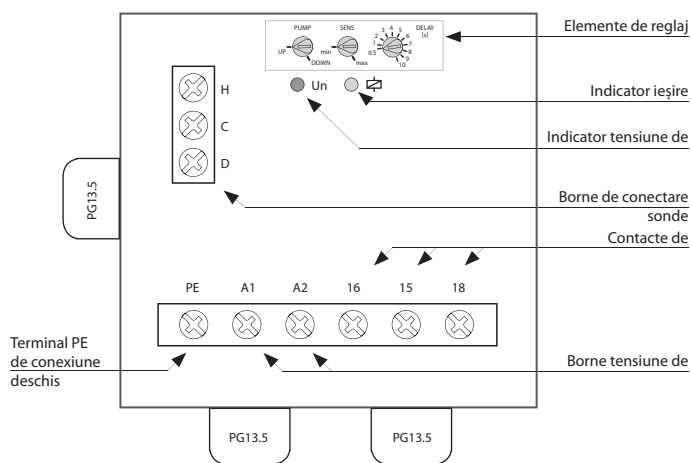 PUMP
SENS
DELAY
[s]
UP
DOWN
min
max
0.5
1
2
3
4
5
6
7
8
9
10
Un
Elemente de reglaj
Indicator ieșire
Indicator tensiune de
Borne de conectare
sonde
Contacte de
H
C
D
PG13.5
PE A1 A2 16 15 18
Terminal PE
de conexiune
deschis
Borne tensiune de
PG13.5 PG13.5